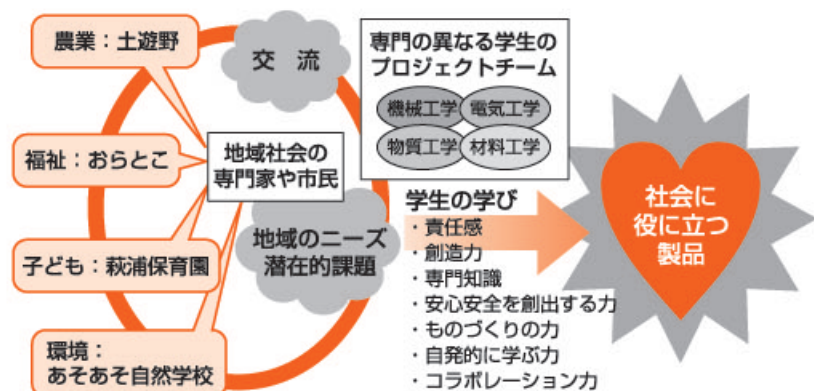 農業：土遊野
福祉：おらとこ
子ども：萩浦保育園
環境：
あそあそ自然学校
交 流
地域社会の
専門家や市民
地域のニーズ
潜在的課題
専門の異なる学生の
プロジェクトチーム
機械工学 電気工学
物質工学 材料工学
学生の学び
・責任感
・創造力
・専門知識
・安心安全を創出する力
・ものづくりの力
・自発的に学ぶ力
・コラボレーション力
社会に
役に立つ
製品